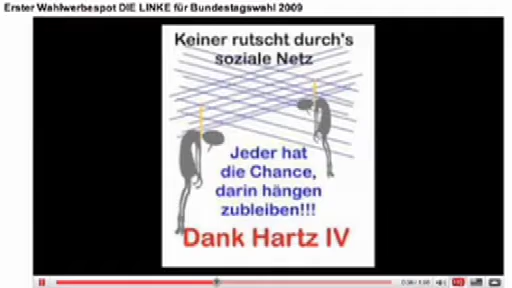 Erster Wahlwerbespot DIE LINKE für Bundestagswahl 2009
Keiner rutscht durch's
soziale Netz
Jeder hat
die Chance,
darin hängen
zubleiben!!!
Dank Hartz IV